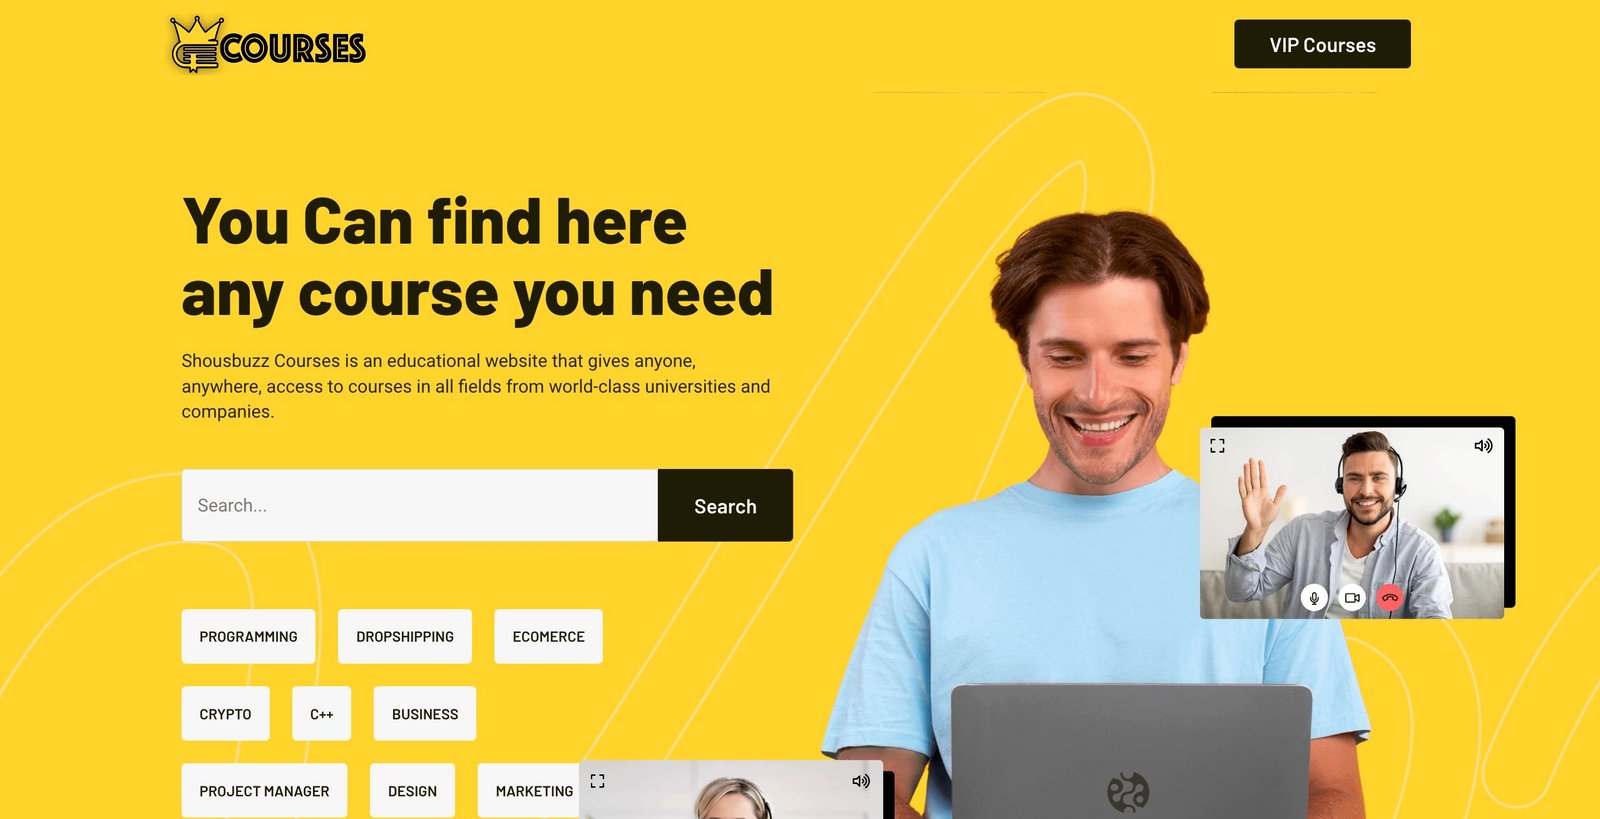 COURSES
VIP Courses
You Can find here
any course you need
Shousbuzz Courses is an educational website that gives anyone,
anywhere, access to courses in all fields from world-class universities and
companies.
Search...
Search
PROGRAMMING
DROPSHIPPING
ECOMERCE
CRYPTO
C++
BUSINESS
PROJECT MANAGER
DESIGN
MARKETING